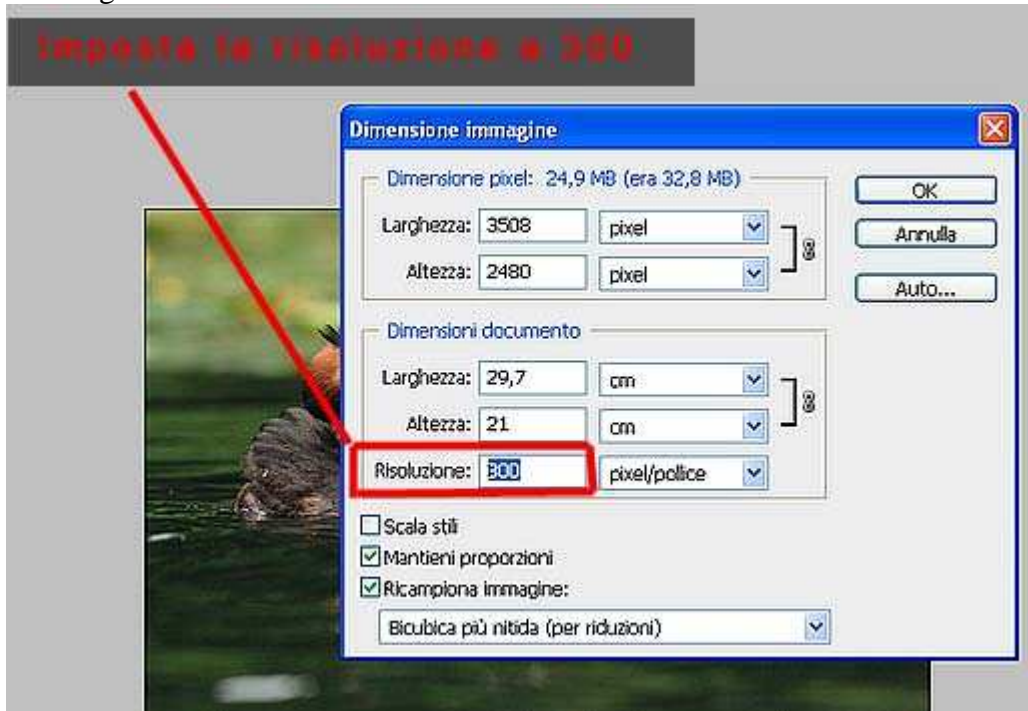 Imposta la risoluzione a 300
Dimensione immagine
Dimensione pixel: 24,9 MB (era 32,8 MB)
OK
Larghezza: 3508 pixel
Annulla
Altezza: 2480 pixel
Auto...
Dimensioni documento
Larghezza: 29,7 cm
Altezza: 21 cm
Risoluzione: 300 pixel/pollice
Scala stili
Mantieni proporzioni
Ricampiona immagine:
Bicubica più nitida (per riduzioni)